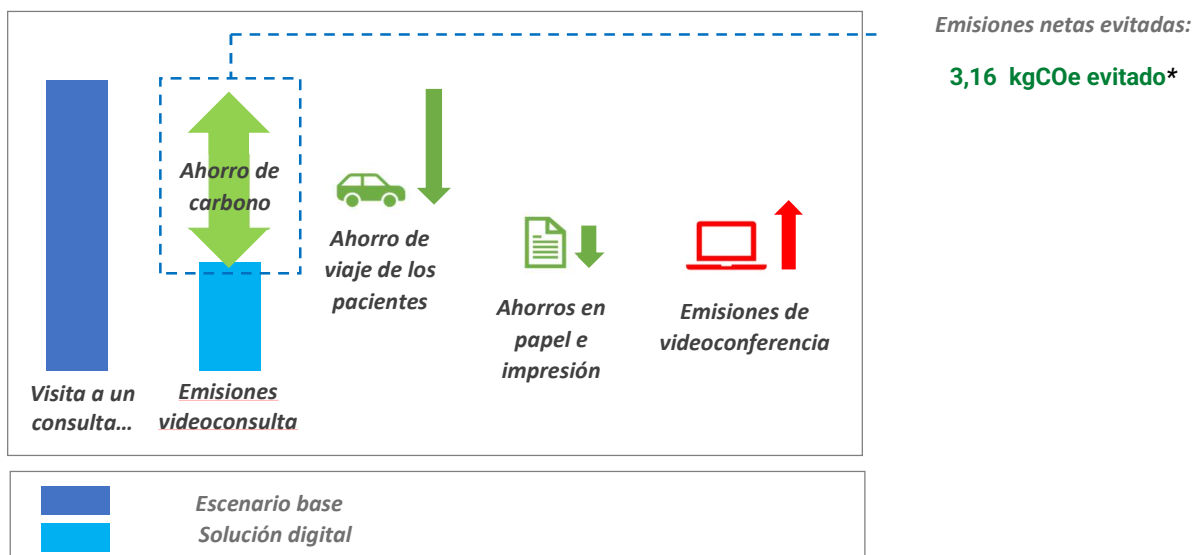 Emisiones netas evitadas:
3,16 kgCOe evitado*
Ahorro de
carbono
Ahorro de
viaje de los
pacientes
Ahorros en
papel e
impresión
Emisiones de
videoconferencia
Visita a un
consulta…
Emisiones
videoconsulta
Escenario base
Solución digital